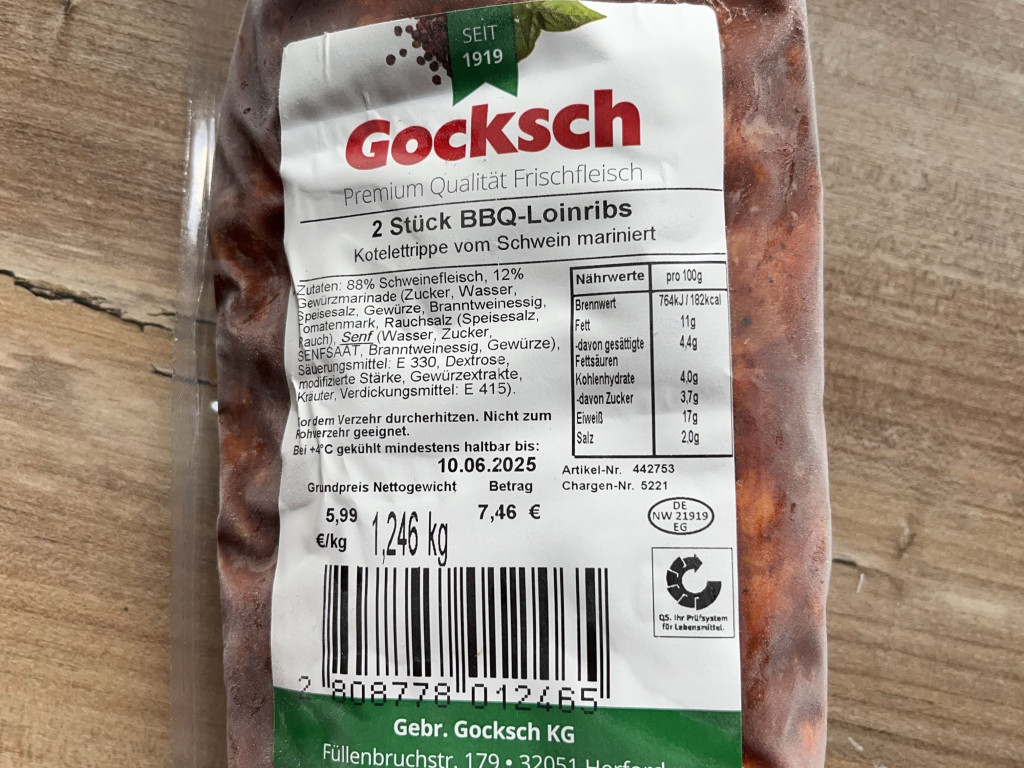 SEIT
1919
Gocksch
Premium Qualität Frischfleisch
2 Stück BBQ-Loinribs
Kotelettrippe vom Schwein mariniert
Zutaten: 88% Schweinefleisch, 12%
Gewürzmarinade (Zucker, Wasser,
Speisesalz, Gewürze, Branntweinessig,
Tomatenmark, Rauchsalz (Speisesalz,
Rauch), Senf (Wasser, Zucker,
SENFSAAT, Branntweinessig, Gewürze),
Säuerungsmittel: E 330, Dextrose,
modifizierte Stärke, Gewürzextrakte,
Kräuter, Verdickungsmittel: E 415).
Vor dem Verzehr durcherhitzen. Nicht zum
Rohverzehr geeignet.
Bei +4°C gekühlt mindestens haltbar bis:
10.06.2025
Grundpreis Nettogewicht Betrag
5,99
€/kg
1,246 kg
7,46 €
Nährwerte pro 100g
Brennwert 764kJ/182kcal
Fett 11g
-davon gesättigte 4,4g
Fettsäuren
Kohlenhydrate 4,0g
-davon Zucker 3,7g
Eiweiß 17g
Salz 2,0g
Artikel-Nr. 442753
Chargen-Nr. 5221
DE
NW 21919
EG
QS. Ihr Prüfsystem
für Lebensmittel.
2 808778 012465
Gebr. Gocksch KG
Füllenbruchstr. 179 • 32051 Herford